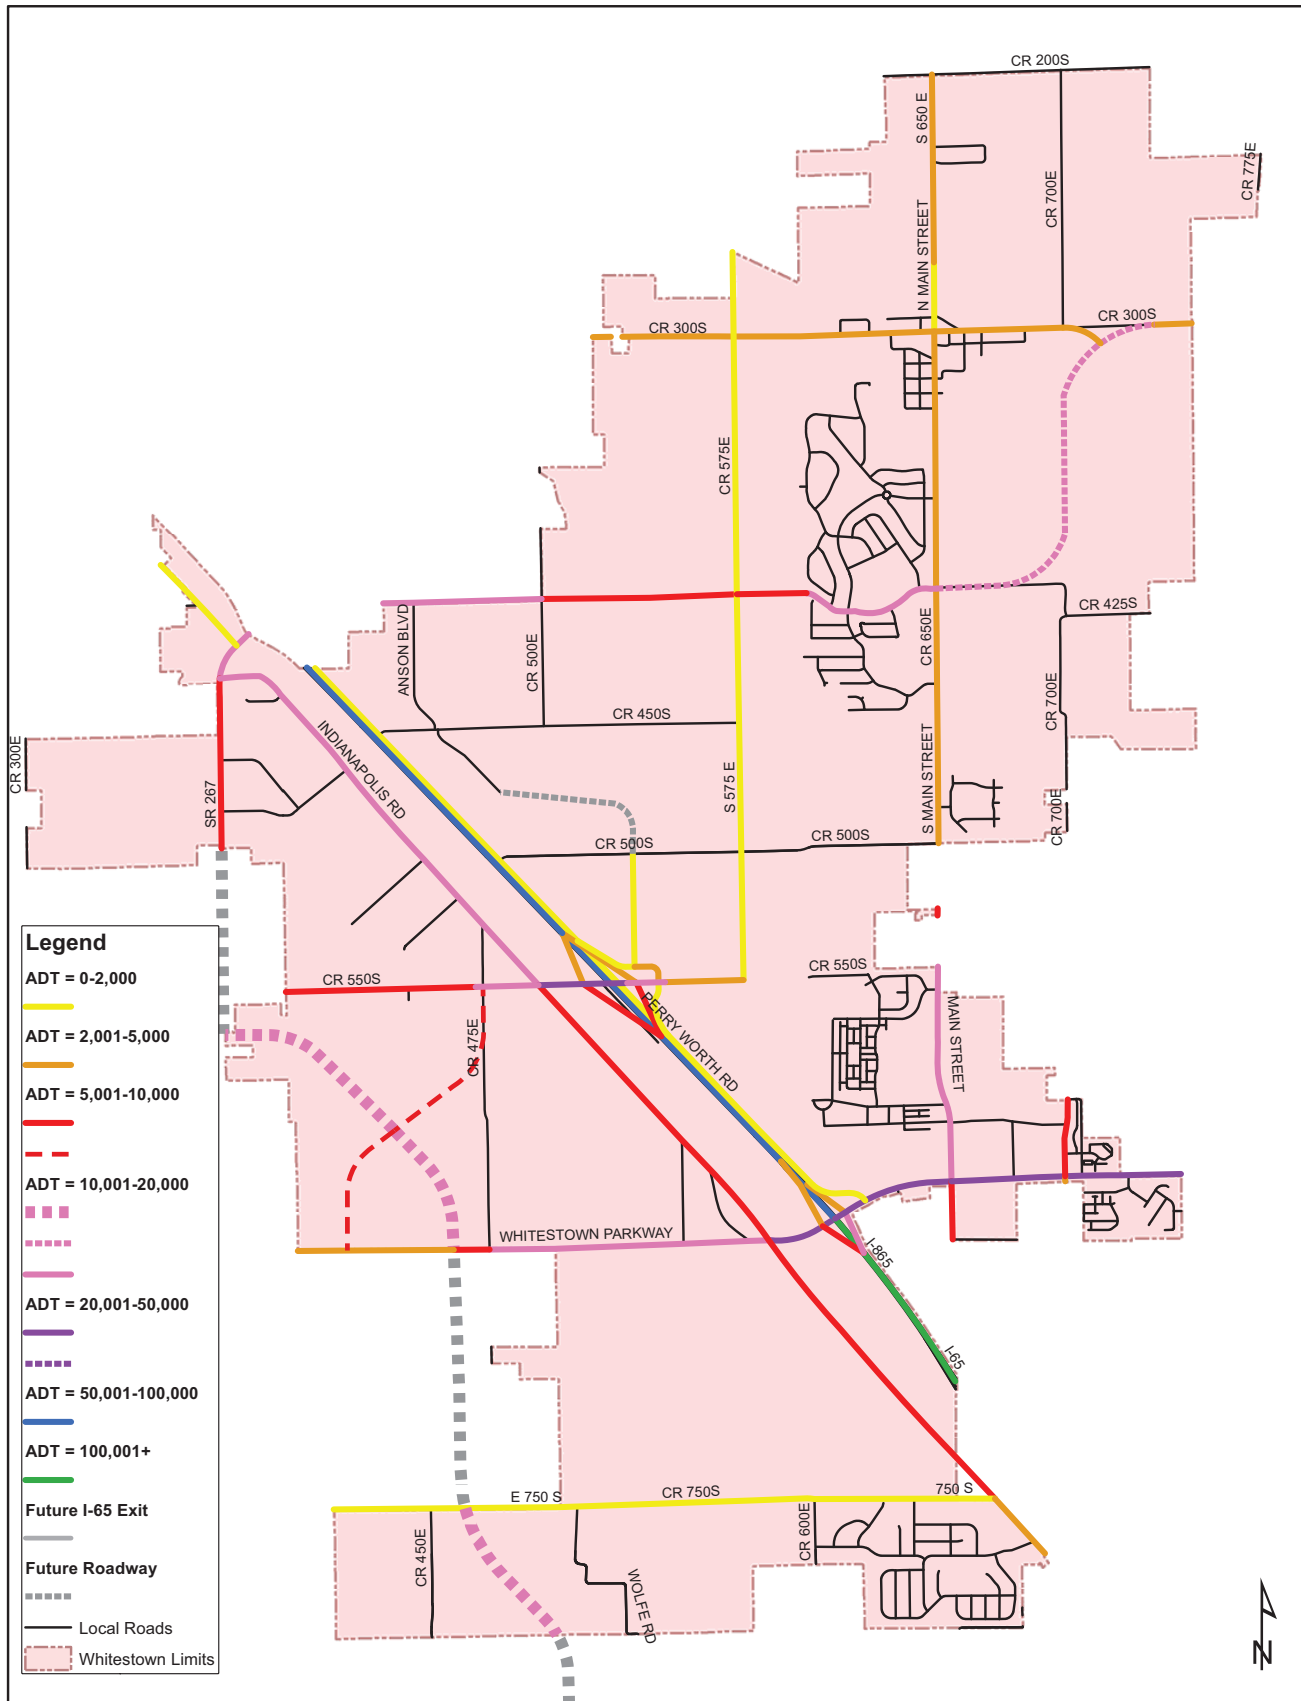 CR 200S
S 650 E
CR 775E
CR 700E
N MAIN STREET
CR 300S
CR 300S
CR 575E
CR 425S
ANSON BLVD
CR 500E
CR 650E
CR 700E
CR 450S
INDIANAPOLIS RD
CR 300E
SR 267
S 575 E
S MAIN STREET
CR 700E
CR 500S
CR 500S
CR 550S
CR 550S
PERRY WORTH RD
MAIN STREET
CR 475E
WHITESTOWN PARKWAY
I-865
I-65
E 750 S
CR 750S
750 S
CR 450E
CR 600E
WOLFE RD
Legend
ADT = 0-2,000
ADT = 2,001-5,000
ADT = 5,001-10,000
ADT = 10,001-20,000
ADT = 20,001-50,000
ADT = 50,001-100,000
ADT = 100,001+
Future I-65 Exit
Future Roadway
Local Roads
Whitestown Limits
N